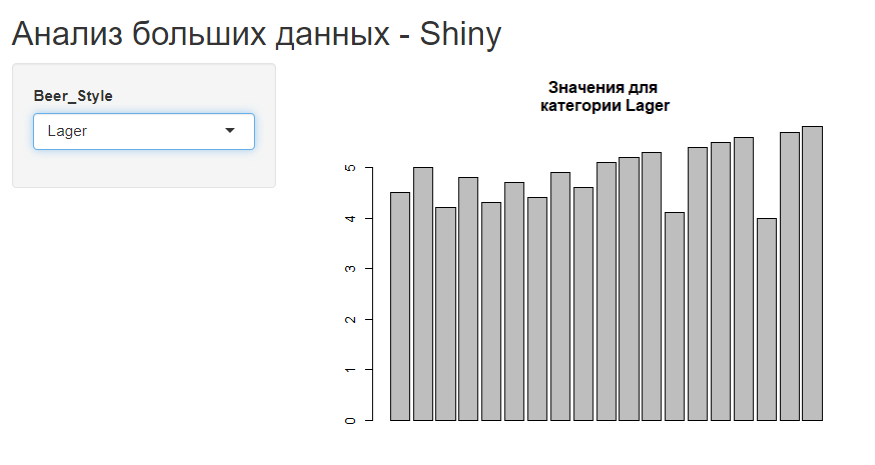 Анализ больших данных - Shiny
Beer_Style
Lager
Значения для
категории Lager
5
4
3
2
1
0